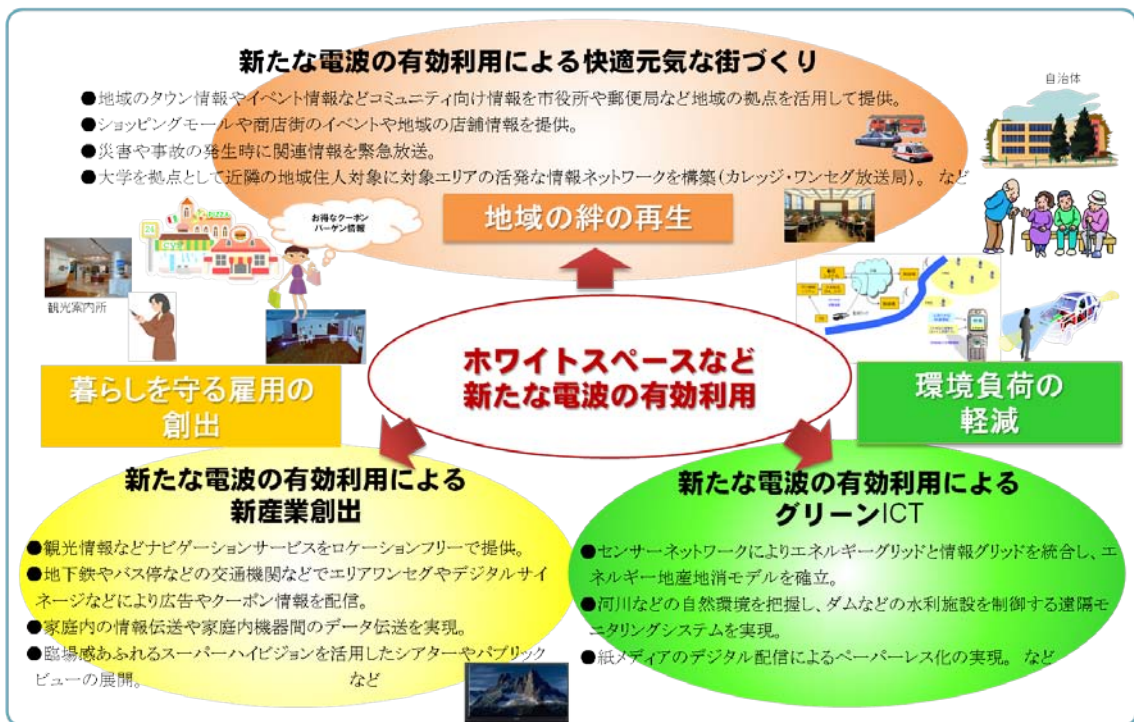 新たな電波の有効利用による快適元気な街づくり
●地域のタウン情報やイベント情報などコミュニティ向け情報を市役所や郵便局など地域の拠点を活用して提供。
●ショッピングモールや商店街のイベントや地域の店舗情報を提供。
●災害や事故の発生時に関連情報を緊急放送。
●大学を拠点として近隣の地域住人対象に対象エリアの活発な情報ネットワークを構築(カレッジ・ワンセグ放送局)。 など
自治体
地域の絆の再生
お得なクーポン
バーゲン情報
PIZZA
24
観光案内所
ホワイトスペースなど
新たな電波の有効利用
暮らしを守る雇用の
創出
環境負荷の
軽減
新たな電波の有効利用による
新産業創出
●観光情報などナビゲーションサービスをロケーションフリーで提供。
●地下鉄やバス停などの交通機関などでエリアワンセグやデジタルサイ
ネージなどにより広告やクーポン情報を配信。
●家庭内の情報伝送や家庭内機器間のデータ伝送を実現。
●臨場感あふれるスーパーハイビジョンを活用したシアターやパブリック
ビューの展開。 など
新たな電波の有効利用による
グリーンICT
●センサーネットワークによりエネルギーグリッドと情報グリッドを統合し、エ
ネルギー地産地消モデルを確立。
●河川などの自然環境を把握し、ダムなどの水利施設を制御する遠隔モ
ニタリングシステムを実現。
●紙メディアのデジタル配信によるペーパーレス化の実現。 など